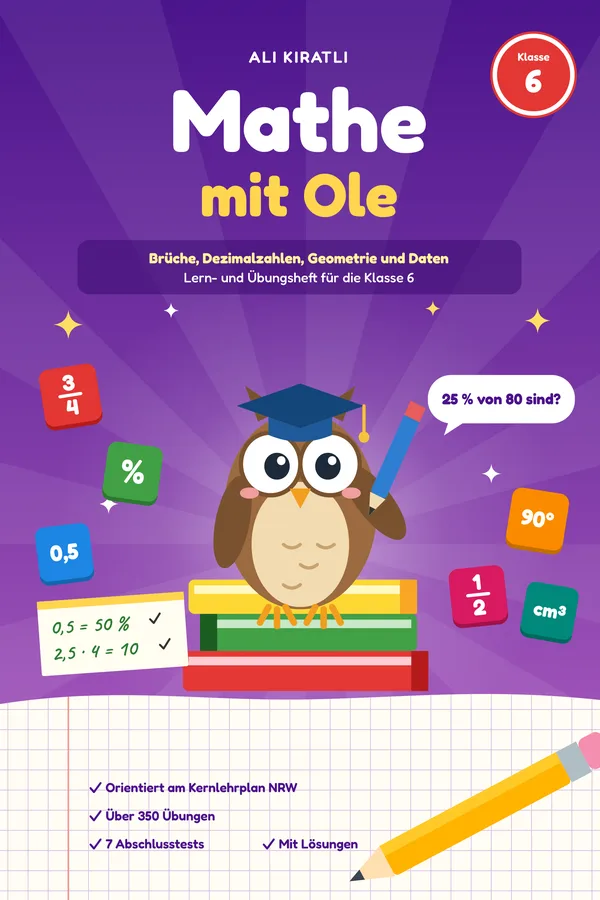 ALI KIRATLI
Klasse
6
Mathe
mit Ole
Brüche, Dezimalzahlen, Geometrie und Daten
Lern- und Übungsheft für die Klasse 6
3
4
25 % von 80 sind?
%
90°
0,5
1
2
cm³
0,5 = 50 % ✓
2,5 · 4 = 10 ✓
✓ Orientiert am Kernlehrplan NRW
✓ Über 350 Übungen
✓ 7 Abschlusstests ✓ Mit Lösungen